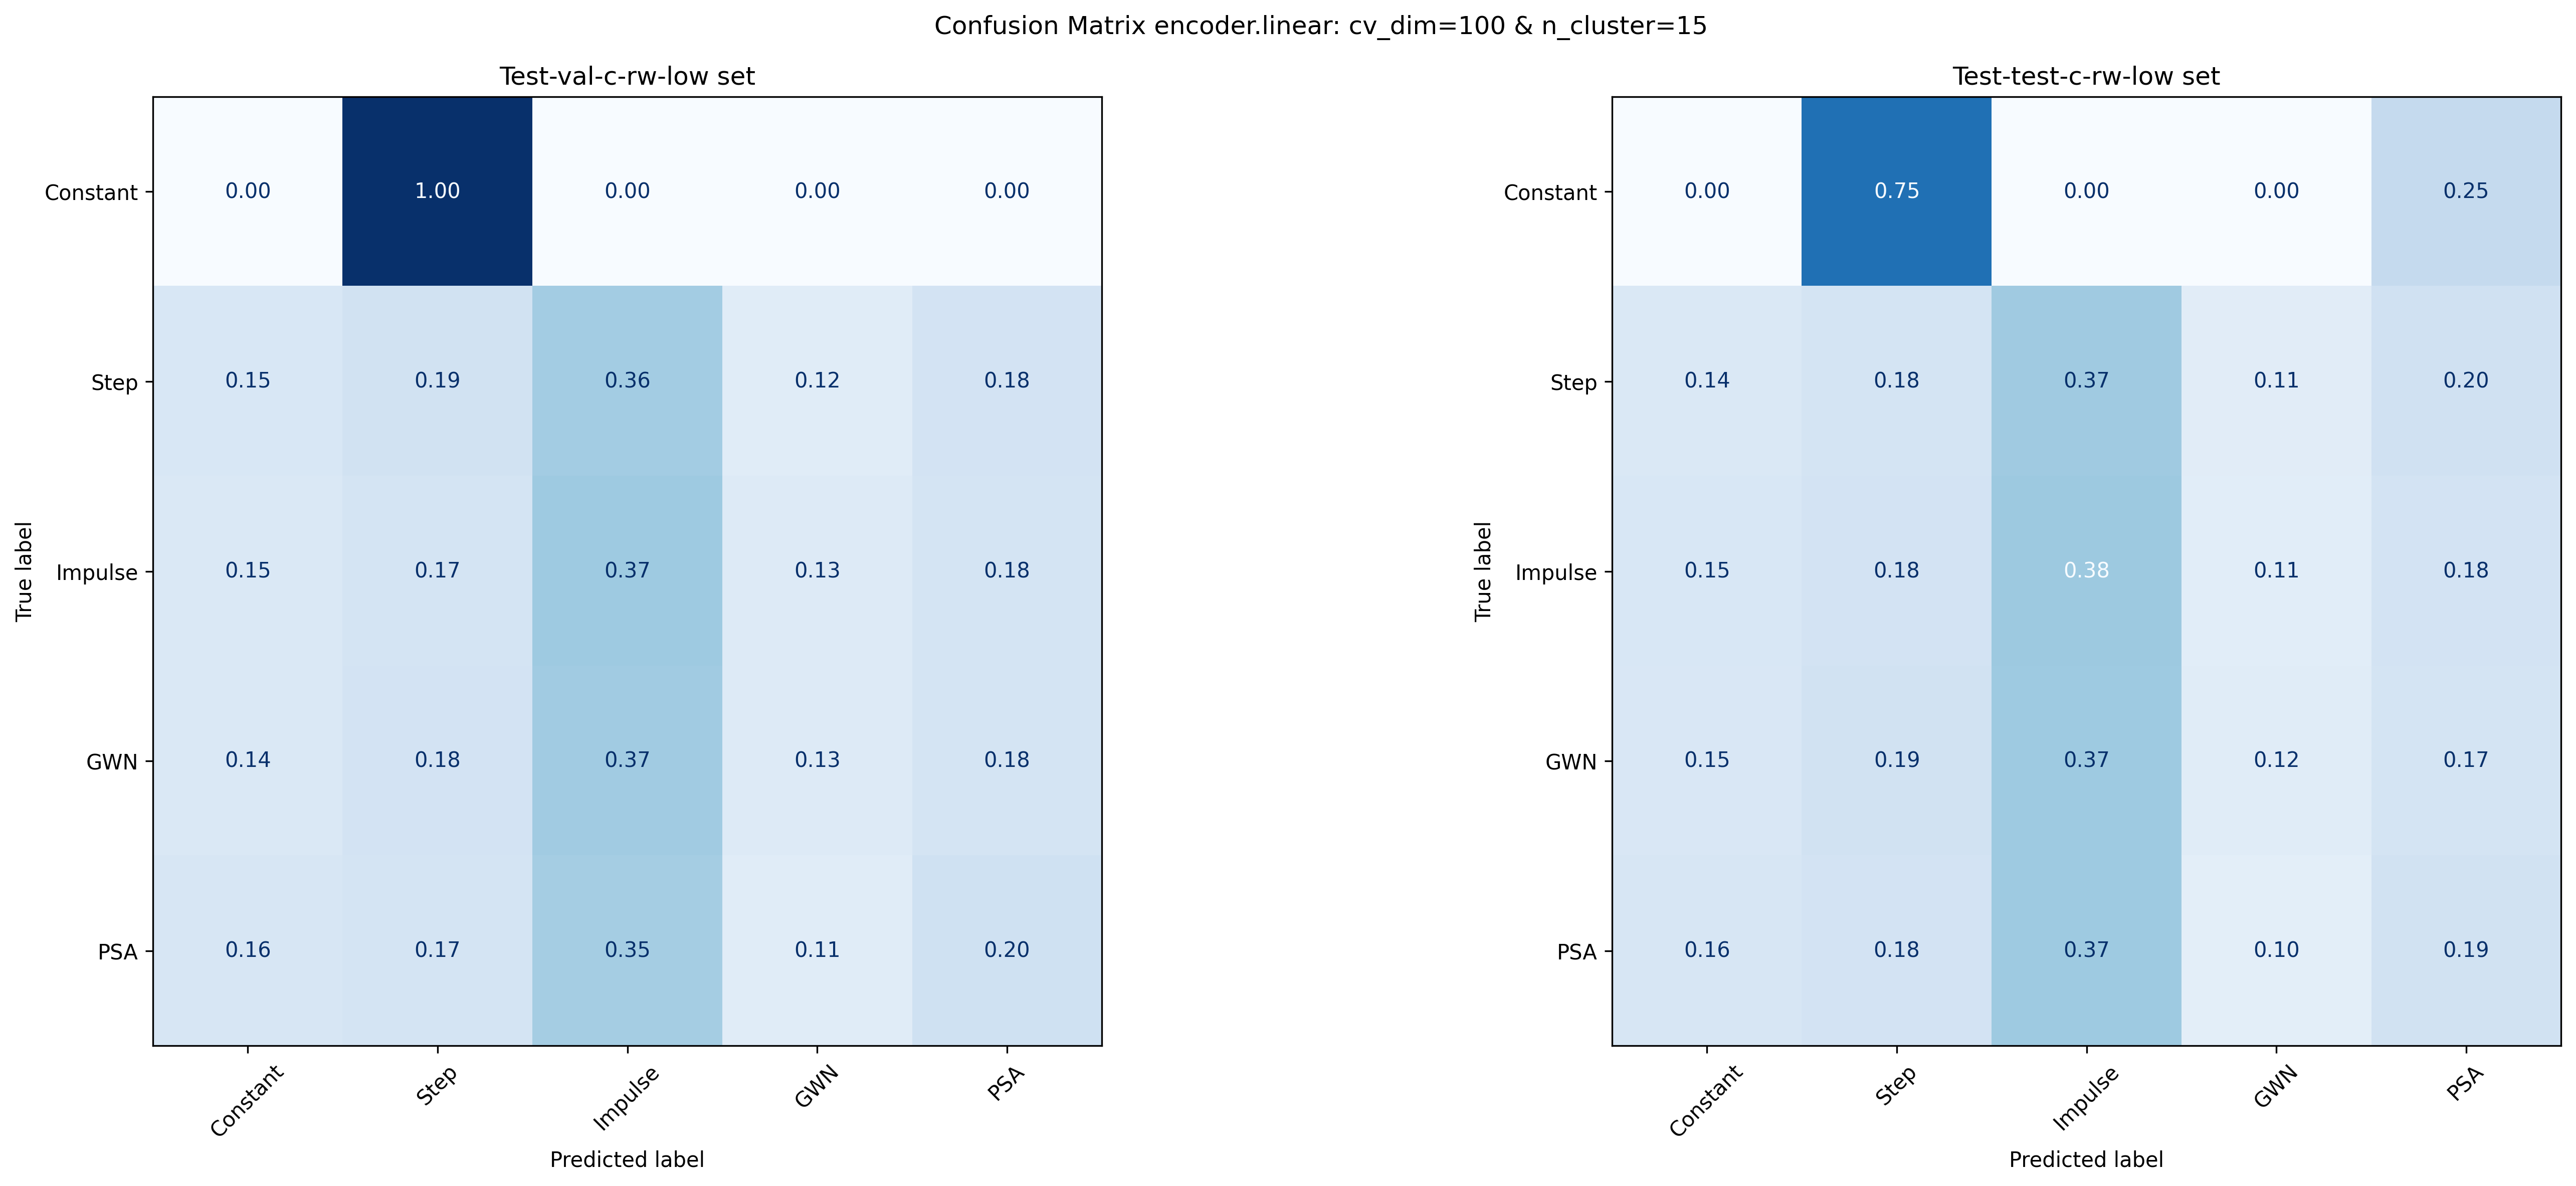 Confusion Matrix encoder.linear: cv_dim=100 & n_cluster=15
Test-val-c-rw-low set
Constant 0.00 1.00 0.00 0.00 0.00
Step 0.15 0.19 0.36 0.12 0.18
Impulse 0.15 0.17 0.37 0.13 0.18
GWN 0.14 0.18 0.37 0.13 0.18
PSA 0.16 0.17 0.35 0.11 0.20
True label
Constant Step Impulse GWN PSA
Predicted label
Test-test-c-rw-low set
Constant 0.00 0.75 0.00 0.00 0.25
Step 0.14 0.18 0.37 0.11 0.20
Impulse 0.15 0.18 0.38 0.11 0.18
GWN 0.15 0.19 0.37 0.12 0.17
PSA 0.16 0.18 0.37 0.10 0.19
True label
Constant Step Impulse GWN PSA
Predicted label